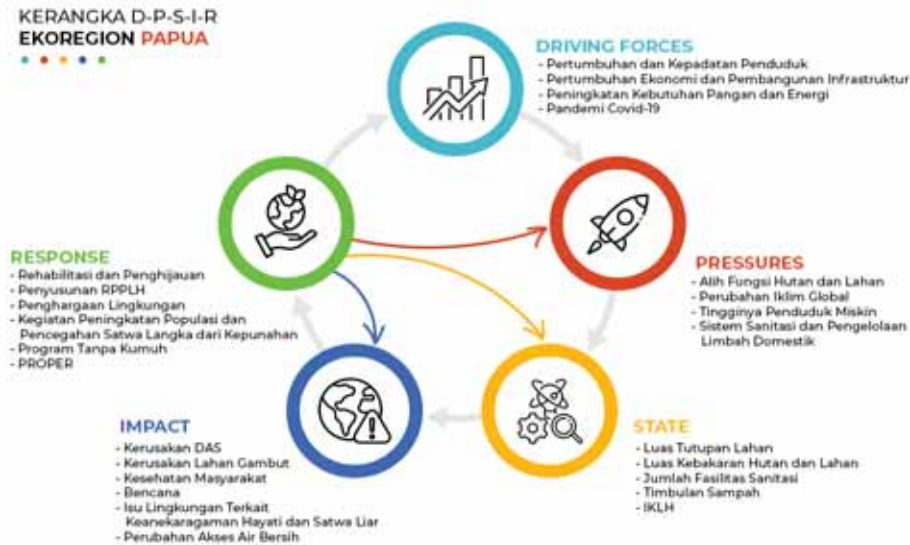 KERANGKA D-P-S-I-R
EKOREGION PAPUA
DRIVING FORCES
- Pertumbuhan dan Kepadatan Penduduk
- Pertumbuhan Ekonomi dan Pembangunan Infrastruktur
- Peningkatan Kebutuhan Pangan dan Energi
- Pandemi Covid-19
PRESSURES
- Alih Fungsi Hutan dan Lahan
- Perubahan Iklim Global
- Tingginya Penduduk Miskin
- Sistem Sanitasi dan Pengelolaan
Limbah Domestik
STATE
- Luas Tutupan Lahan
- Luas Kebakaran Hutan dan Lahan
- Jumlah Fasilitas Sanitasi
- Timbulan Sampah
- IKLH
IMPACT
- Kerusakan DAS
- Kerusakan Lahan Gambut
- Kesehatan Masyarakat
- Bencana
- Isu Lingkungan Terkait
Keanekaragaman Hayati dan Satwa Liar
- Perubahan Akses Air Bersih
RESPONSE
- Rehabilitasi dan Penghijauan
- Penyusunan RPPLH
- Penghargaan Lingkungan
- Kegiatan Peningkatan Populasi dan
Pencegahan Satwa Langka dari Kepunahan
- Program Tanpa Kumuh
- PROPER